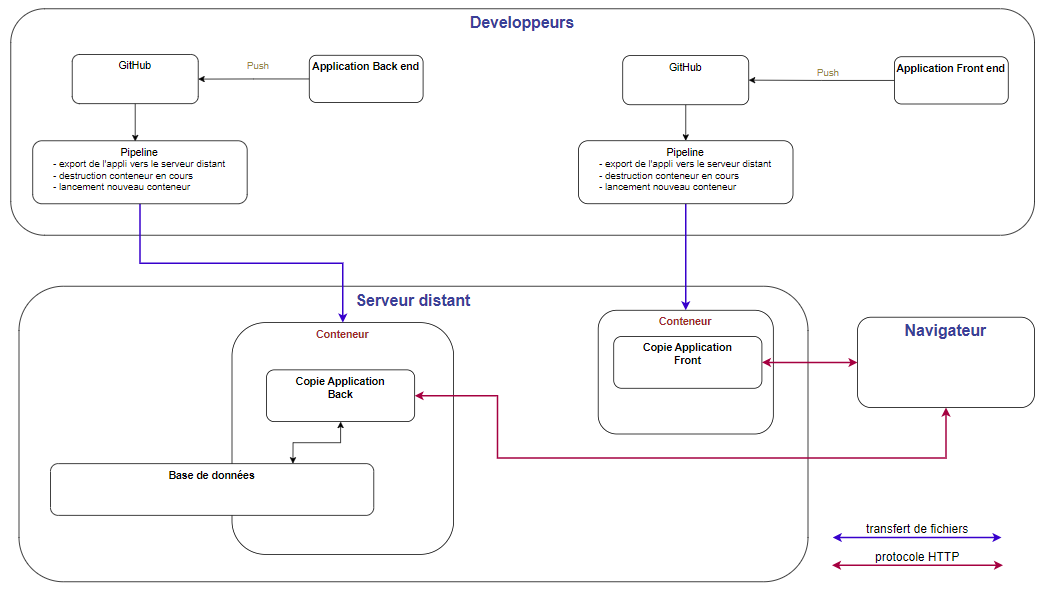 Developpeurs
GitHub
Push
Application Back end
GitHub
Push
Application Front end
Pipeline
- export de l'appli vers le serveur distant
- destruction conteneur en cours
- lancement nouveau conteneur
Pipeline
- export de l'appli vers le serveur distant
- destruction conteneur en cours
- lancement nouveau conteneur
Serveur distant
Conteneur
Copie Application
Back
Base de données
Conteneur
Copie Application
Front
Navigateur
transfert de fichiers
protocole HTTP